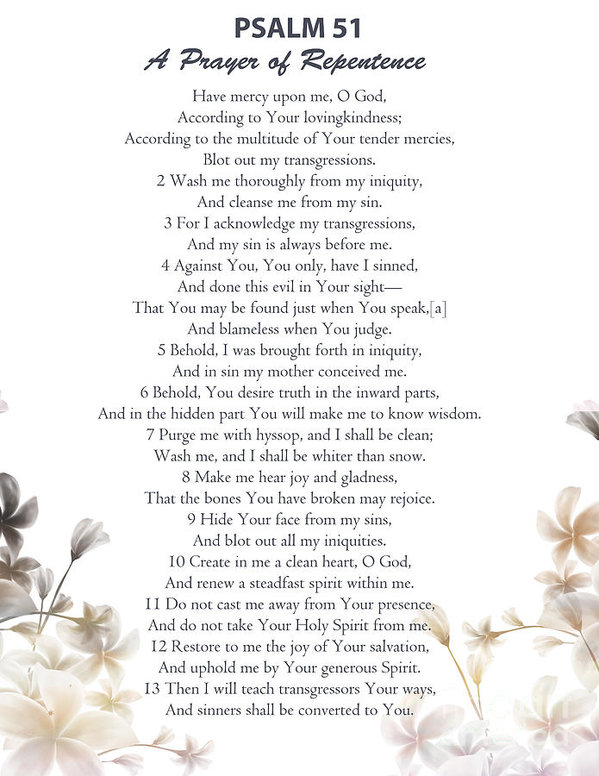 PSALM 51
A Prayer of Repentence
Have mercy upon me, O God,
According to Your lovingkindness;
According to the multitude of Your tender mercies,
Blot out my transgressions.
2 Wash me thoroughly from my iniquity,
And cleanse me from my sin.
3 For I acknowledge my transgressions,
And my sin is always before me.
4 Against You, You only, have I sinned,
And done this evil in Your sight—
That You may be found just when You speak,[a]
And blameless when You judge.
5 Behold, I was brought forth in iniquity,
And in sin my mother conceived me.
6 Behold, You desire truth in the inward parts,
And in the hidden part You will make me to know wisdom.
7 Purge me with hyssop, and I shall be clean;
Wash me, and I shall be whiter than snow.
8 Make me hear joy and gladness,
That the bones You have broken may rejoice.
9 Hide Your face from my sins,
And blot out all my iniquities.
10 Create in me a clean heart, O God,
And renew a steadfast spirit within me.
11 Do not cast me away from Your presence,
And do not take Your Holy Spirit from me.
12 Restore to me the joy of Your salvation,
And uphold me by Your generous Spirit.
13 Then I will teach transgressors Your ways,
And sinners shall be converted to You.